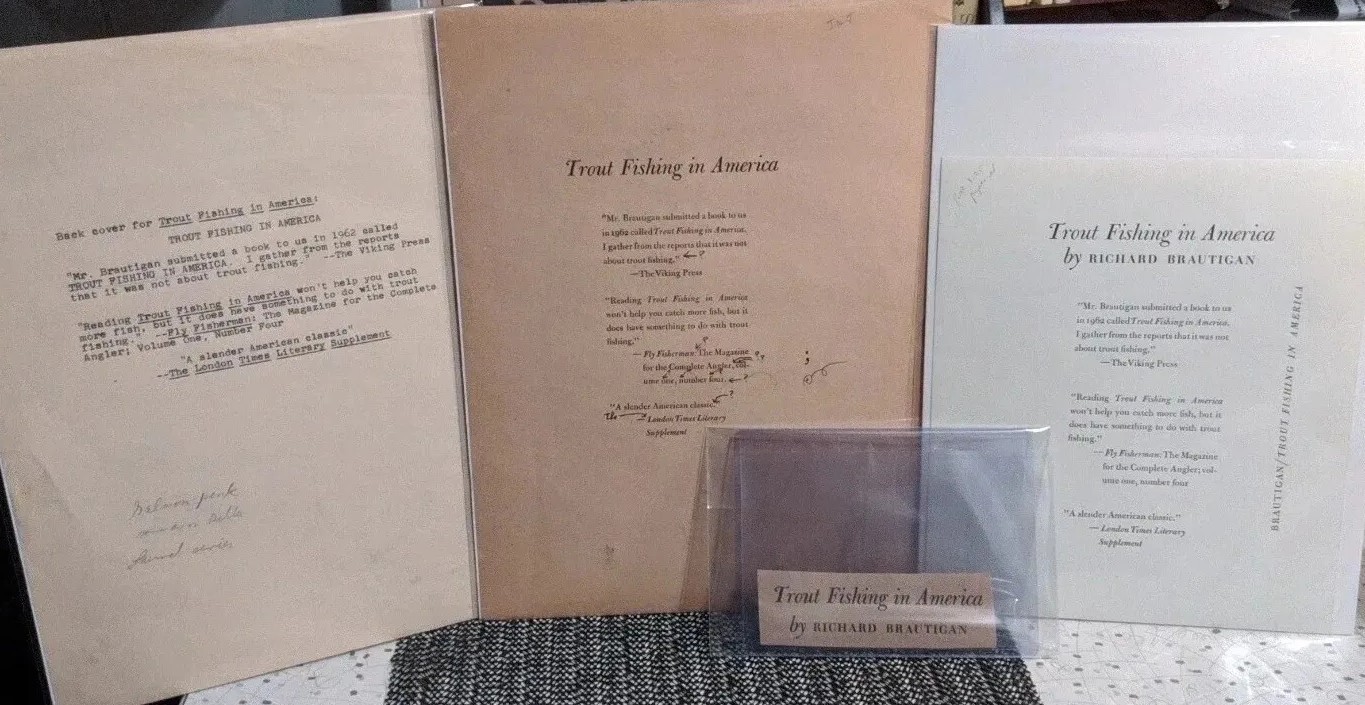 Back cover for Trout Fishing in America:
TROUT FISHING IN AMERICA
"Mr. Brautigan submitted a book to us in 1962 called
TROUT FISHING IN AMERICA. I gather from the reports
that it was not about trout fishing." --The Viking Press
"Reading Trout Fishing in America won't help you catch
more fish, but it does have something to do with trout
fishing." --Fly Fisherman: The Magazine for the Complete
Angler; Volume One, Number Four
"A slender American classic"
--The London Times Literary Supplement
Salmon pink
series
Trout Fishing in America
"Mr. Brautigan submitted a book to us
in 1962 called Trout Fishing in America.
I gather from the reports that it was not
about trout fishing." ?
—The Viking Press
"Reading Trout Fishing in America
won't help you catch more fish, but it
does have something to do with trout
fishing." ?
— Fly Fisherman: The Magazine ?
for the Complete Angler, vol- ;
ume one, number four. ?
"A slender American classic." ?
The — London Times Literary
Supplement
Trout Fishing in America
by RICHARD BRAUTIGAN
Trout Fishing in America
by RICHARD BRAUTIGAN
"Mr. Brautigan submitted a book to us
in 1962 called Trout Fishing in America.
I gather from the reports that it was not
about trout fishing."
—The Viking Press
"Reading Trout Fishing in America
won't help you catch more fish, but it
does have something to do with trout
fishing."
— Fly Fisherman: The Magazine
for the Complete Angler; vol-
ume one, number four
"A slender American classic."
— London Times Literary
Supplement
BRAUTIGAN/TROUT FISHING IN AMERICA